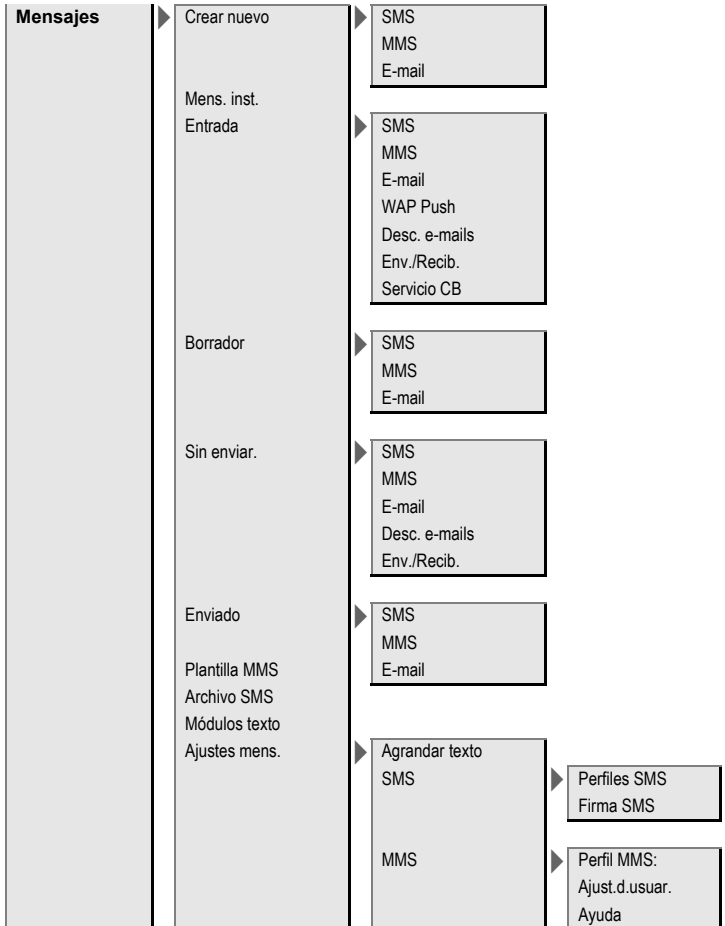 Mensajes Crear nuevo SMS
MMS
E-mail
Mens. inst.
Entrada SMS
MMS
E-mail
WAP Push
Desc. e-mails
Env./Recib.
Servicio CB
Borrador SMS
MMS
E-mail
Sin enviar. SMS
MMS
E-mail
Desc. e-mails
Env./Recib.
Enviado SMS
MMS
Plantilla MMS E-mail
Archivo SMS
Módulos texto
Ajustes mens. Agrandar texto
SMS Perfiles SMS
Firma SMS
MMS Perfil MMS:
Ajust.d.usuar.
Ayuda